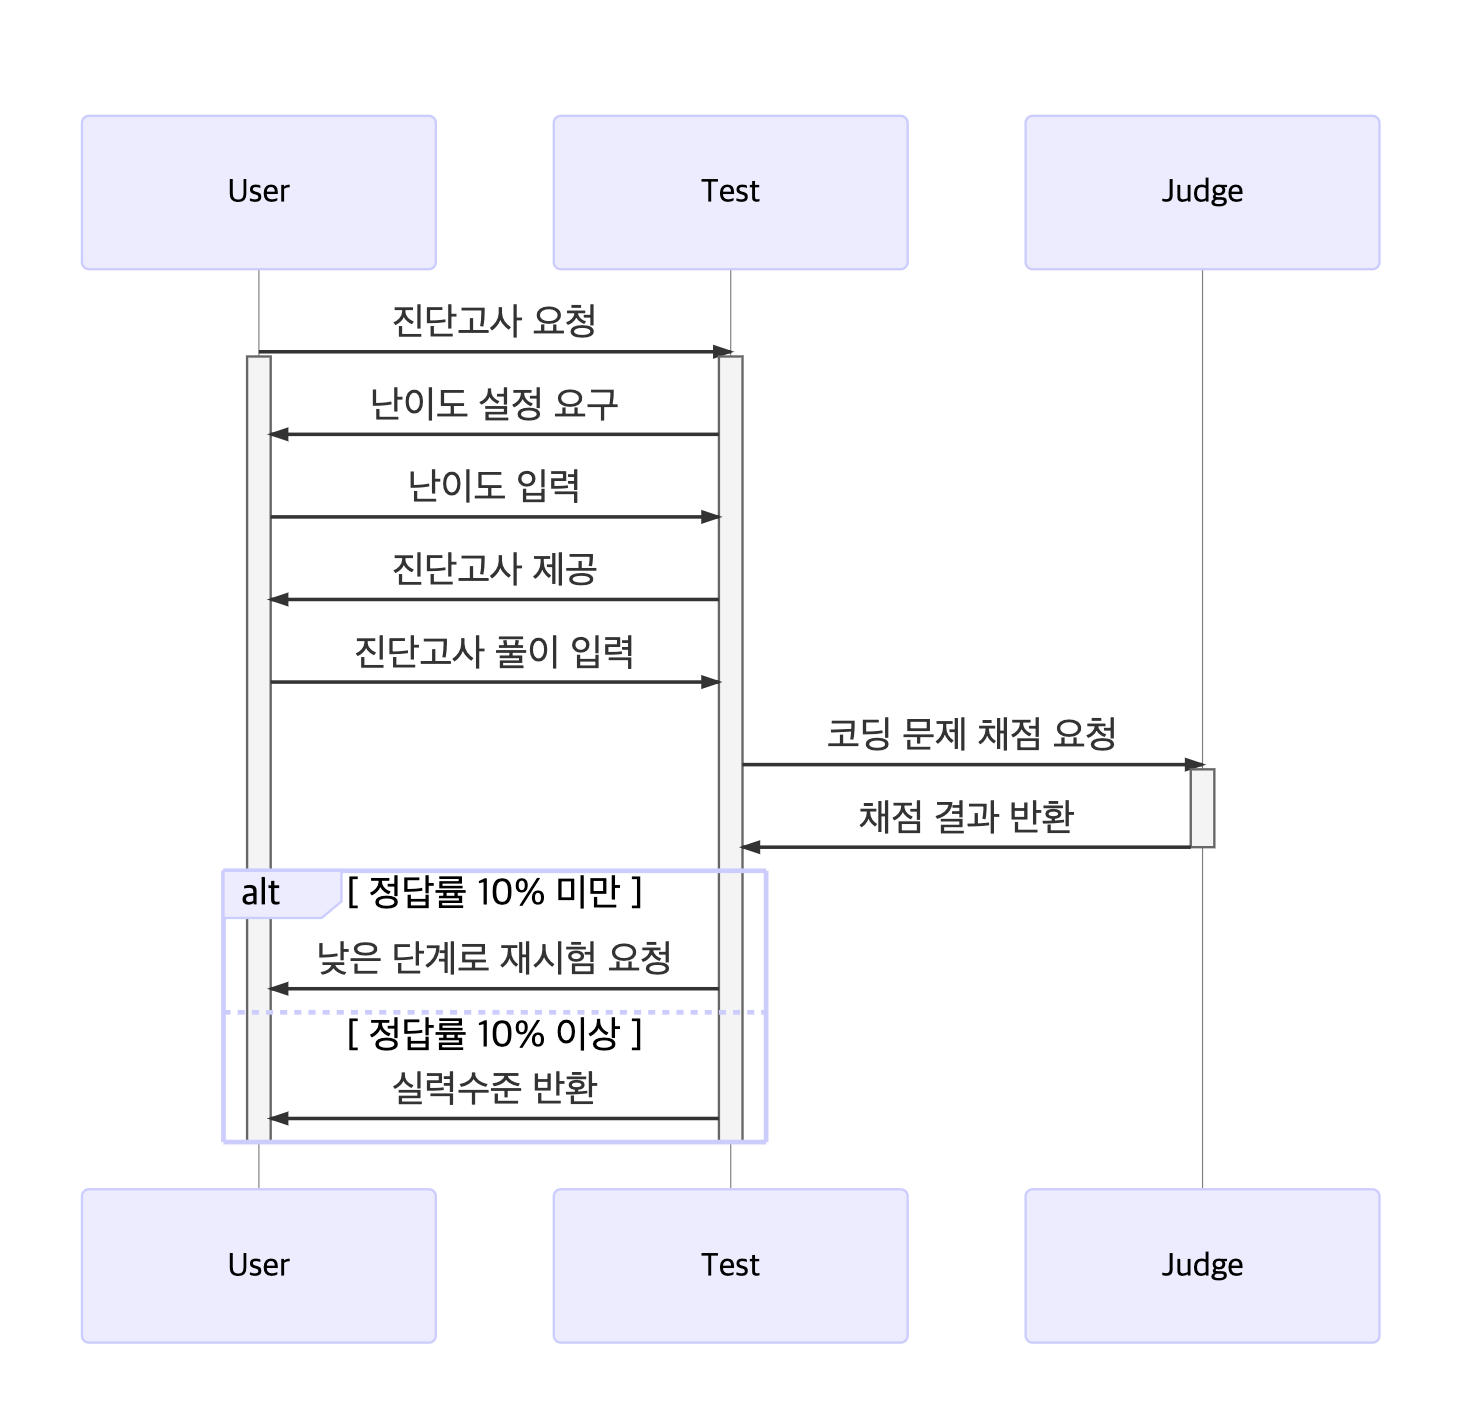 User
Test
Judge
진단고사 요청
난이도 설정 요구
난이도 입력
진단고사 제공
진단고사 풀이 입력
코딩 문제 채점 요청
채점 결과 반환
alt
[ 정답률 10% 미만 ]
낮은 단계로 재시험 요청
[ 정답률 10% 이상 ]
실력수준 반환
User
Test
Judge